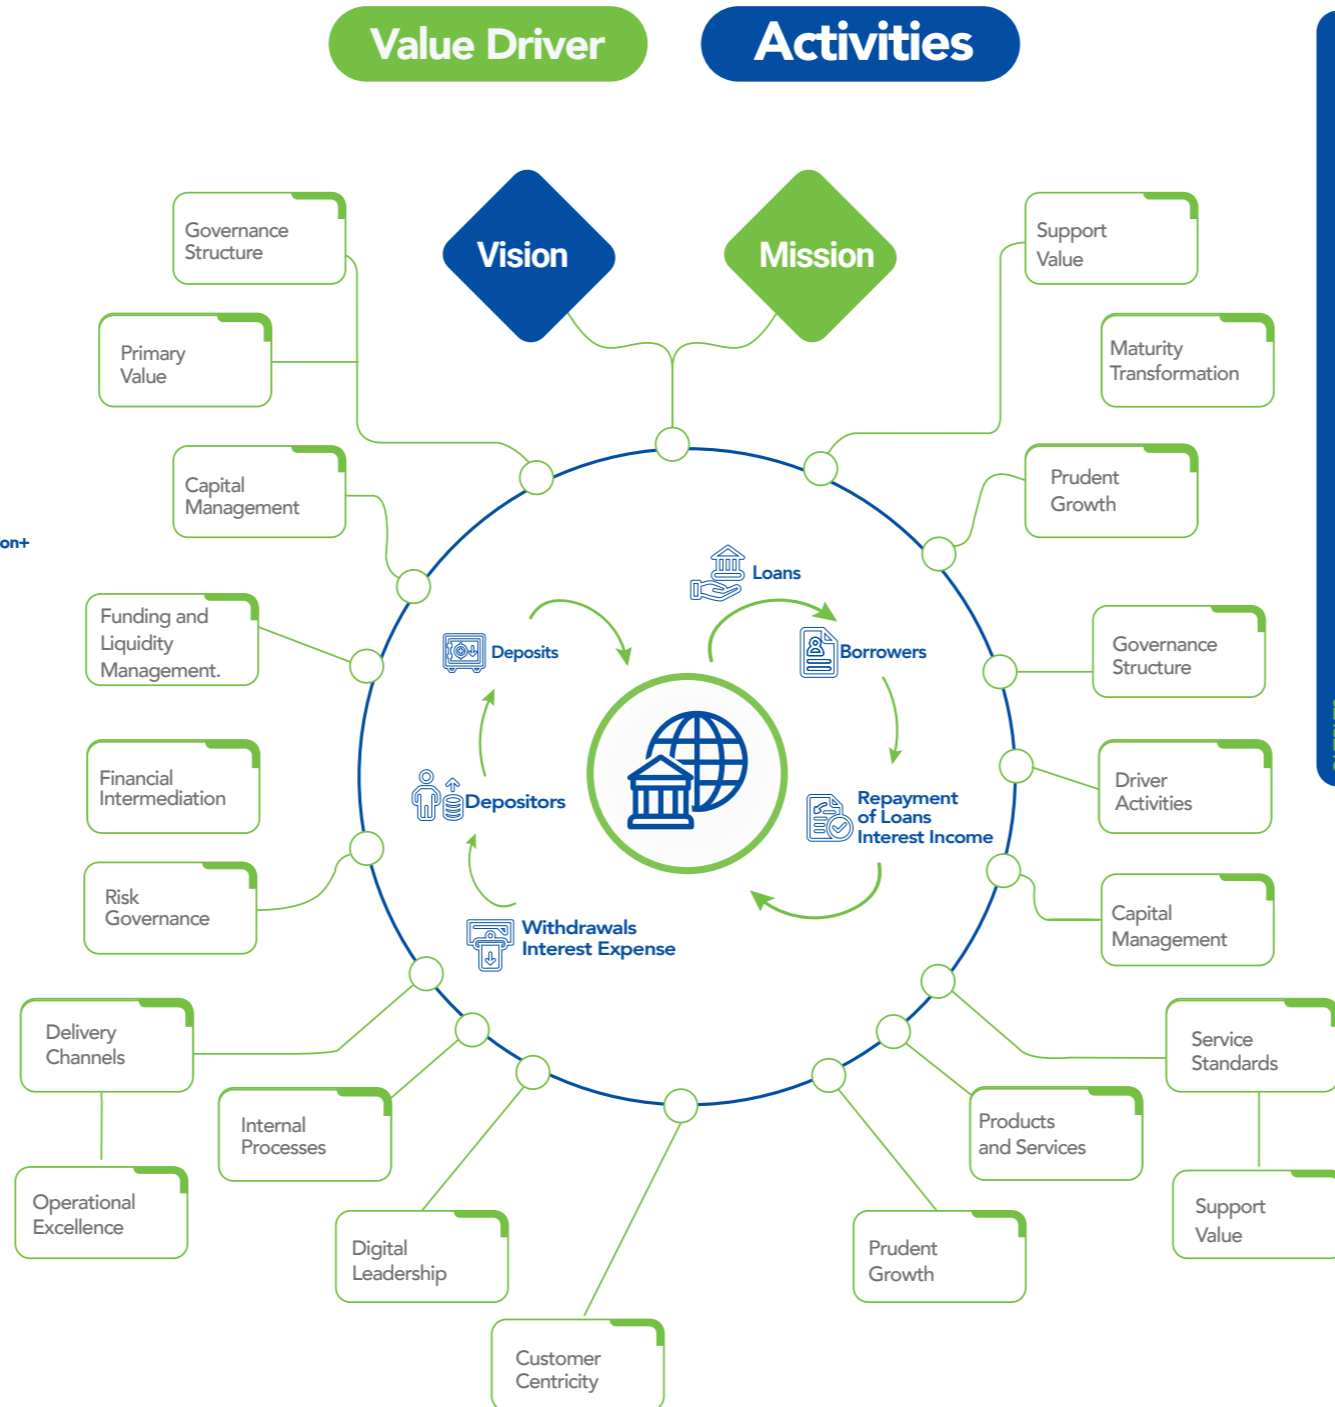 Value Driver
Activities
Vision
Mission
Governance
Structure
Primary
Value
Capital
Management
on+
Funding and
Liquidity
Management.
Financial
Intermediation
Risk
Governance
Delivery
Channels
Operational
Excellence
Internal
Processes
Digital
Leadership
Customer
Centricity
Support
Value
Maturity
Transformation
Prudent
Growth
Governance
Structure
Driver
Activities
Capital
Management
Service
Standards
Support
Value
Products
and Services
Prudent
Growth
Loans
Borrowers
Repayment
of Loans
Interest Income
Deposits
Depositors
Withdrawals
Interest Expense